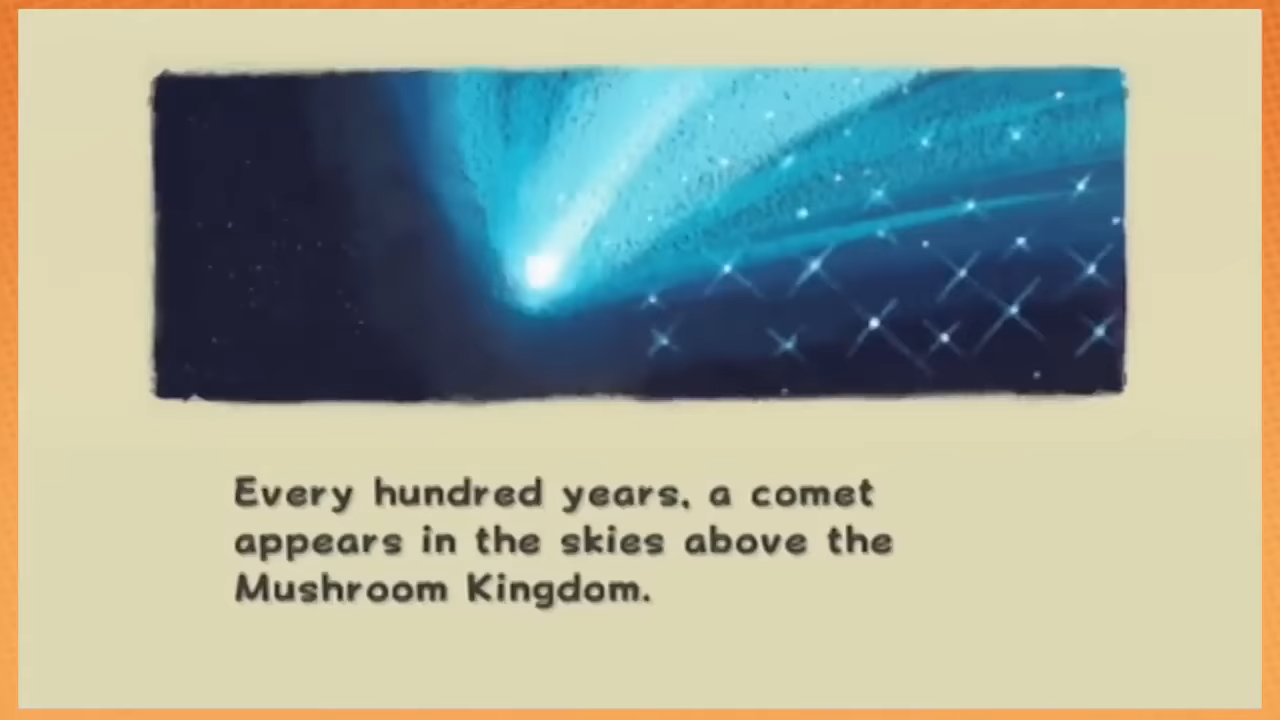 Every hundred years, a comet
appears in the skies above the
Mushroom Kingdom.